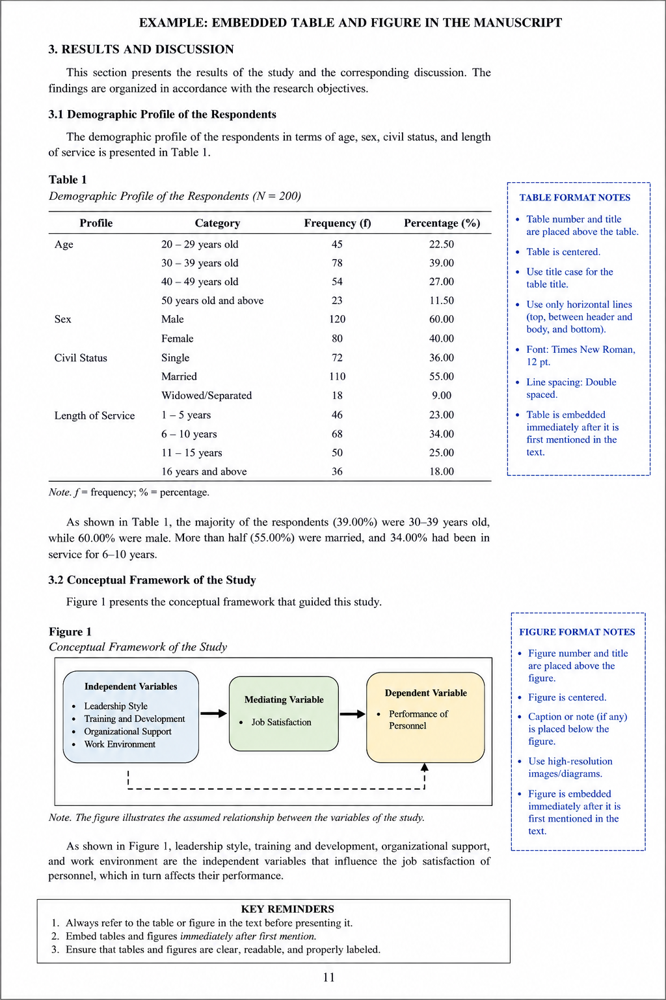 EXAMPLE: EMBEDDED TABLE AND FIGURE IN THE MANUSCRIPT
3. RESULTS AND DISCUSSION
This section presents the results of the study and the corresponding discussion. The
findings are organized in accordance with the research objectives.
3.1 Demographic Profile of the Respondents
The demographic profile of the respondents in terms of age, sex, civil status, and length
of service is presented in Table 1.
Table 1
Demographic Profile of the Respondents (N = 200)
Profile Category Frequency (f) Percentage (%)
Age 20 – 29 years old 45 22.50
30 – 39 years old 78 39.00
40 – 49 years old 54 27.00
50 years old and above 23 11.50
Sex Male 120 60.00
Female 80 40.00
Civil Status Single 72 36.00
Married 110 55.00
Widowed/Separated 18 9.00
Length of Service 1 – 5 years 46 23.00
6 – 10 years 68 34.00
11 – 15 years 50 25.00
16 years and above 36 18.00
Note. f = frequency; % = percentage.
TABLE FORMAT NOTES
• Table number and title
are placed above the table.
• Table is centered.
• Use title case for the
table title.
• Use only horizontal lines
(top, between header and
body, and bottom).
• Font: Times New Roman,
12 pt.
• Line spacing: Double
spaced.
• Table is embedded
immediately after it is
first mentioned in the
text.
As shown in Table 1, the majority of the respondents (39.00%) were 30–39 years old,
while 60.00% were male. More than half (55.00%) were married, and 34.00% had been in
service for 6–10 years.
3.2 Conceptual Framework of the Study
Figure 1 presents the conceptual framework that guided this study.
Figure 1
Conceptual Framework of the Study
Independent Variables
• Leadership Style
• Training and Development
• Organizational Support
• Work Environment
Mediating Variable
• Job Satisfaction
Dependent Variable
• Performance of
Personnel
Note. The figure illustrates the assumed relationship between the variables of the study.
FIGURE FORMAT NOTES
• Figure number and title
are placed above the
figure.
• Figure is centered.
• Caption or note (if any)
is placed below the
figure.
• Use high-resolution
images/diagrams.
• Figure is embedded
immediately after it is
first mentioned in the
text.
As shown in Figure 1, leadership style, training and development, organizational support,
and work environment are the independent variables that influence the job satisfaction of
personnel, which in turn affects their performance.
KEY REMINDERS
1. Always refer to the table or figure in the text before presenting it.
2. Embed tables and figures immediately after first mention.
3. Ensure that tables and figures are clear, readable, and properly labeled.
11